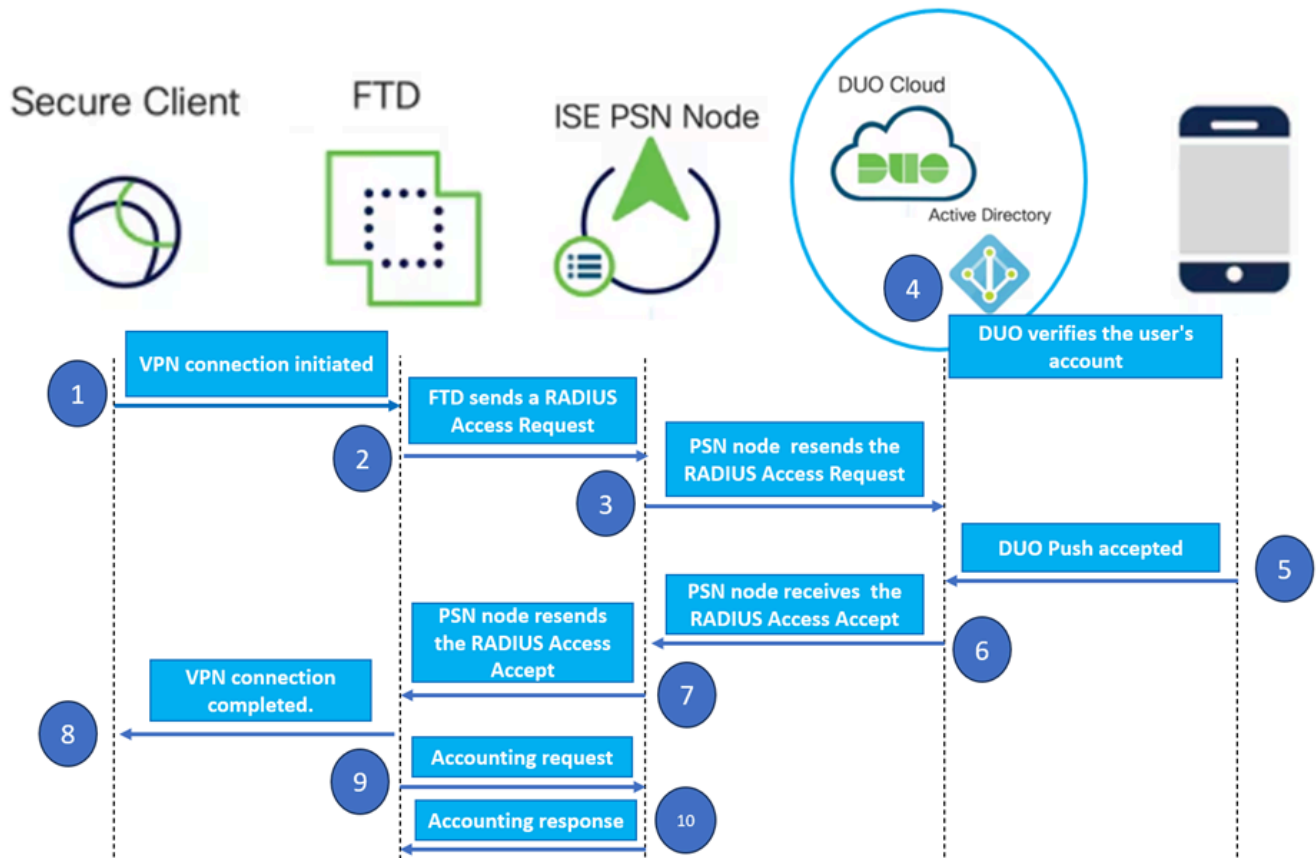 Secure Client
FTD
ISE PSN Node
DUO Cloud
DUO
Active Directory
4
DUO verifies the user's
account
1
VPN connection initiated
2
FTD sends a RADIUS
Access Request
3
PSN node resends the
RADIUS Access Request
DUO Push accepted
5
PSN node receives the
RADIUS Access Accept
6
PSN node resends
the RADIUS Access
Accept
7
VPN connection
completed.
8
9
Accounting request
Accounting response
10